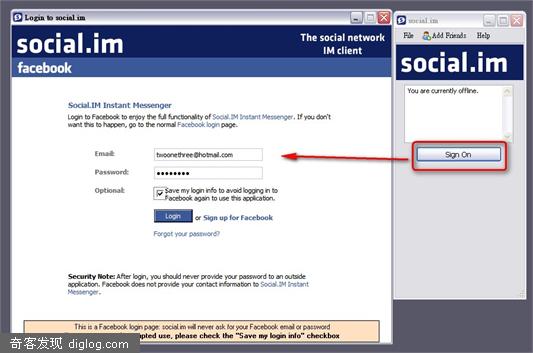 Login to social.im
social.im
The social network
IM client
facebook
Social.IM Instant Messenger
Login to Facebook to enjoy the full functionality of Social.IM Instant Messenger. If you don't
want this to happen, go to the normal Facebook login page.
Email:
twoonethree@hotmail.com
Password:
••••••••
Optional:
Save my login info to avoid logging in to
Facebook again to use this application.
Login or Sign up for Facebook
Forgot your password?
Security Note: After login, you should never provide your password to an outside
application. Facebook does not provide your contact information to Social.IM Instant
Messenger.
This is a Facebook login page: social.im will never ask for your Facebook email or password
use, please check the "Save my login info" checkbox
social.im
File Add Friends Help
social.im
You are currently offline.
Sign On
奇客发现 diglog.com